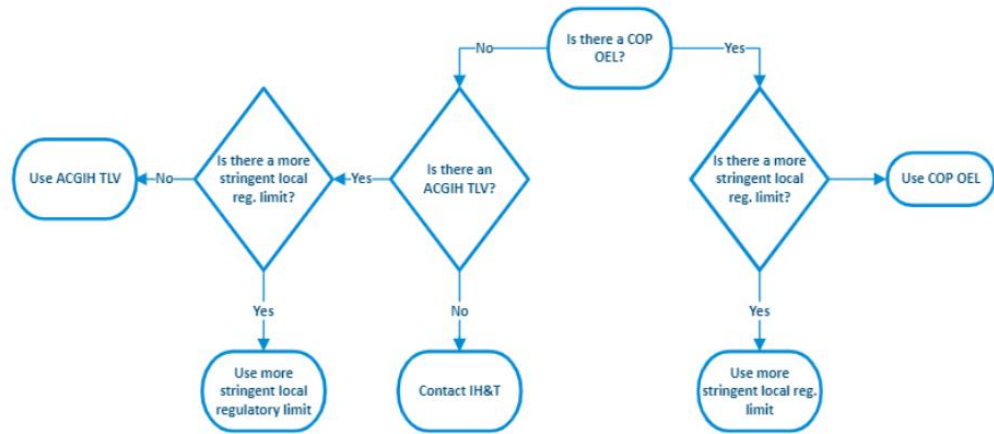 Is there a COP
OEL?
No
Yes
Is there a more
stringent local
reg. limit?
Is there an
ACGIH TLV?
Is there a more
stringent local
reg. limit?
Use ACGIH TLV
No
Yes
Use COP OEL
Yes
No
Yes
Use more
stringent local
regulatory limit
Contact IH&T
Use more
stringent local reg.
limit